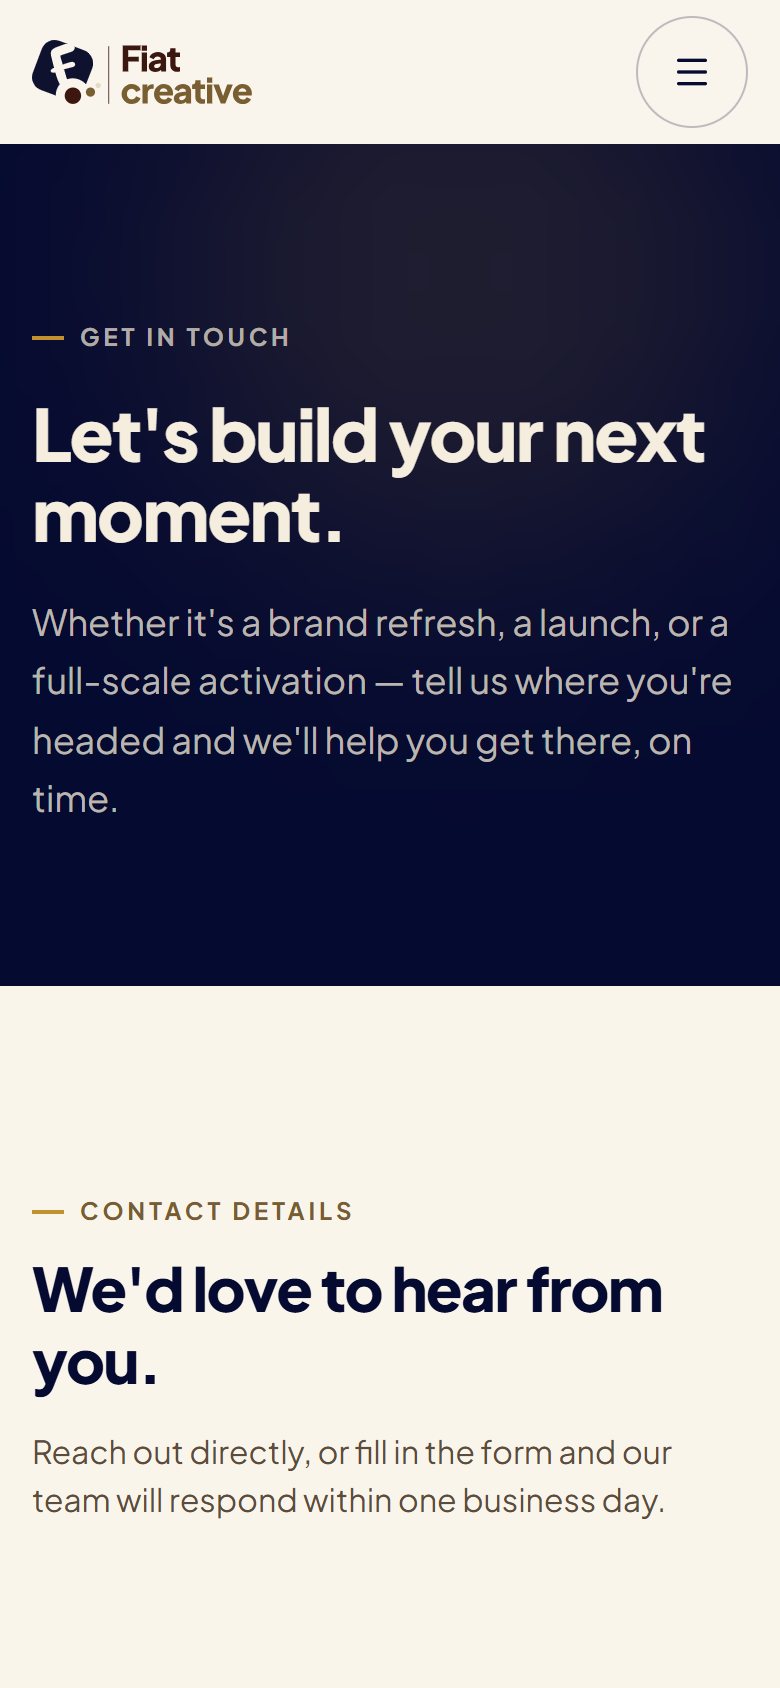 Fiat
creative
GET IN TOUCH
Let's build your next
moment.
Whether it's a brand refresh, a launch, or a
full-scale activation — tell us where you're
headed and we'll help you get there, on
time.
CONTACT DETAILS
We'd love to hear from
you.
Reach out directly, or fill in the form and our
team will respond within one business day.